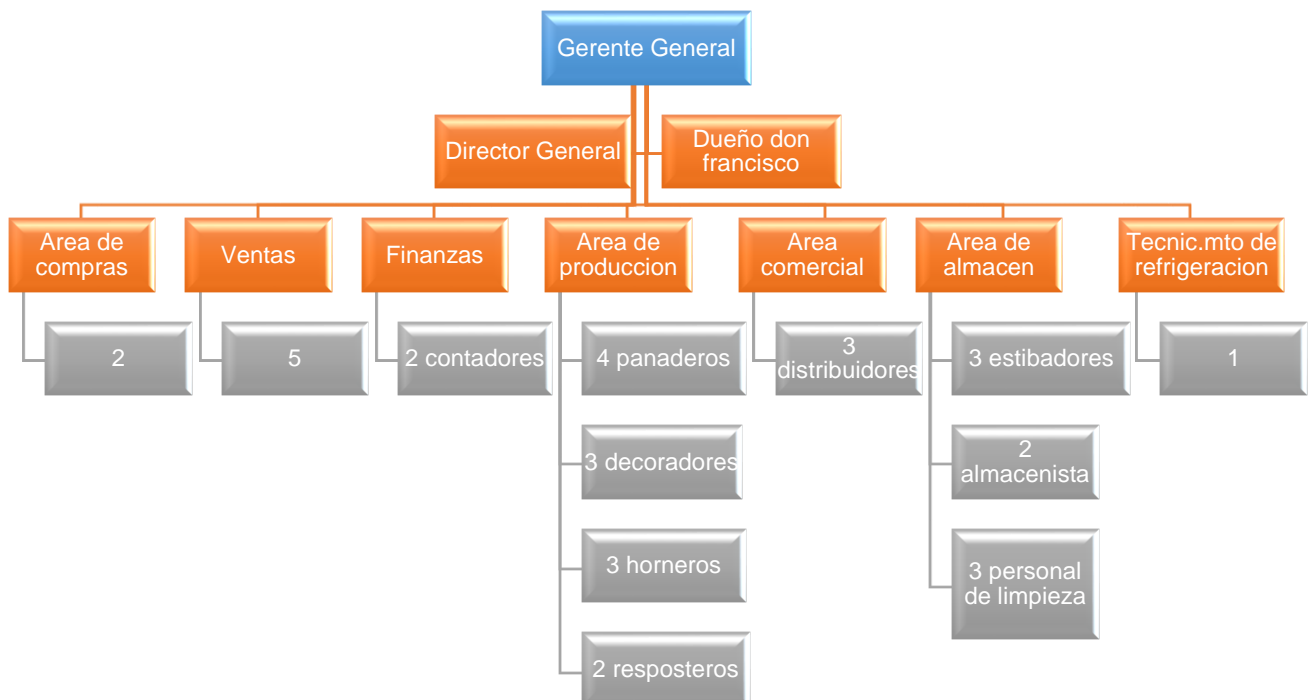 Gerente General
Director General
Dueño don
francisco
Area de
compras
Ventas
Finanzas
Area de
produccion
Area
comercial
Area de
almacen
Tecnic.mto de
refrigeracion
2
5
2 contadores
4 panaderos
3
distribuidores
3 estibadores
1
3 decoradores
2
almacenista
3 horneros
3 personal
de limpieza
2 resposteros